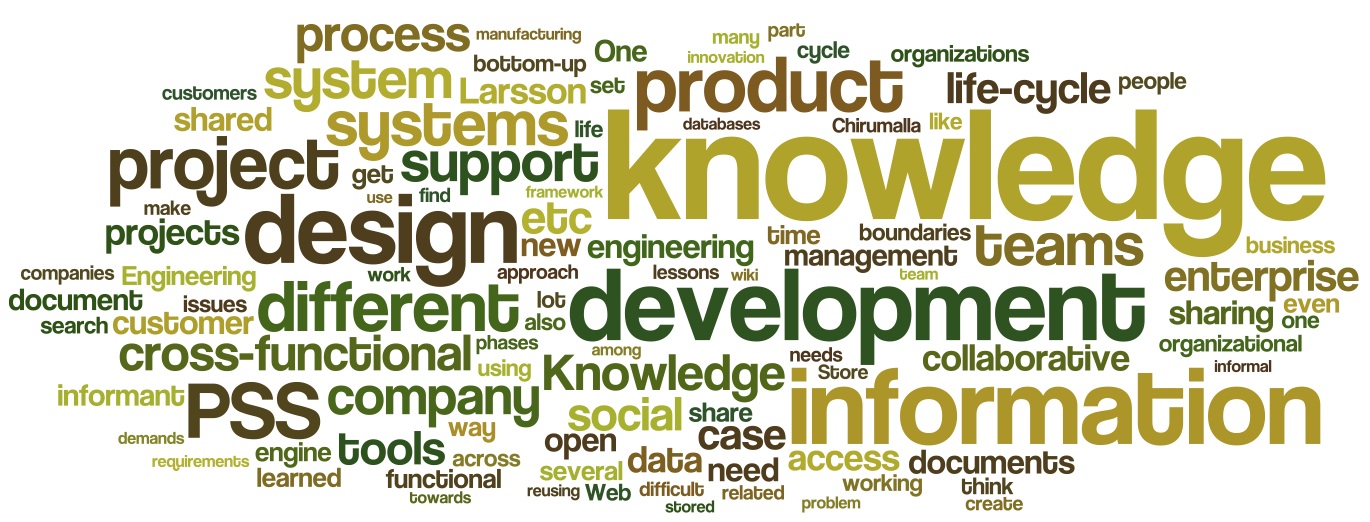 process
manufacturing
One
many
part
innovation
cycle
organizations
bottom-up
system
Larsson
set
product
life-cycle
people
customers
shared
systems
life
databases
Chirumalla
like
knowledge
project
get
support
use
find
framework
make
design
etc
projects
new
engineering
time
boundaries
management
teams
business
companies
Engineering
work
approach
lessons
wiki
team
enterprise
document
issues
different
lot
development
sharing
even
search
customer
also
one
cross-functional
phases
among
needs
collaborative
organizational
using
Knowledge
Store
informal
informant
PSS
company
social
share
information
way
open
case
demands
engine
tools
requirements
across
several
data
need
access
documents
learned
functional
towards
reusing
Web
difficult
related
working
think
stored
problem
create